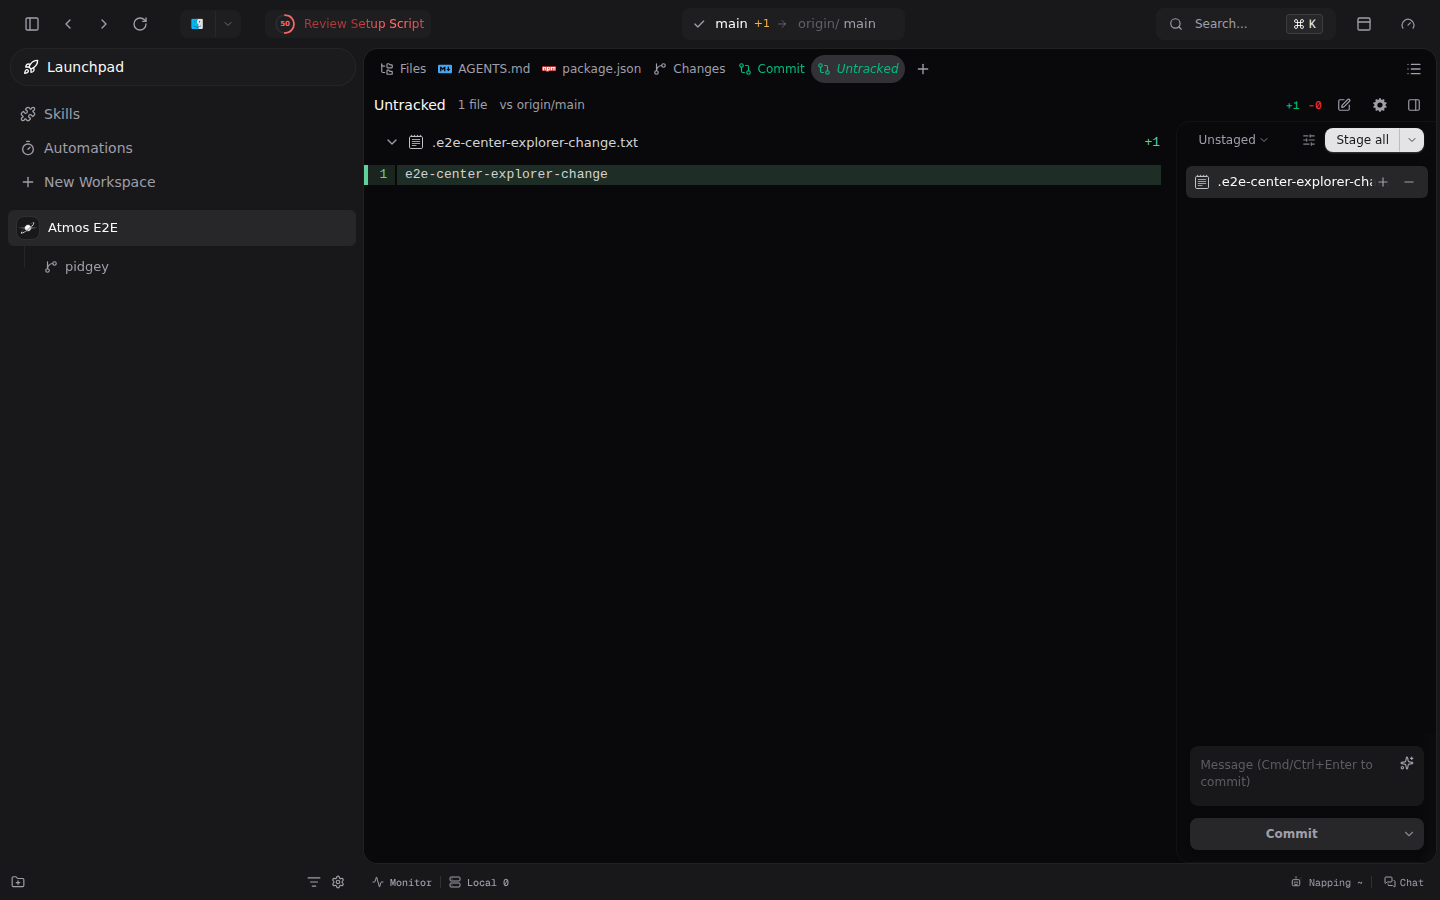 50 Review Setup Script
main +1 → origin/ main
Search... ⌘ K
Launchpad
Skills
Automations
New Workspace
Atmos E2E
pidgey
Files AGENTS.md npm package.json Changes Commit Untracked
Untracked 1 file vs origin/main +1 -0
.e2e-center-explorer-change.txt +1
1 e2e-center-explorer-change
Unstaged Stage all
.e2e-center-explorer-cha
Message (Cmd/Ctrl+Enter to
commit)
Commit
Monitor Local 0 Napping ~ Chat